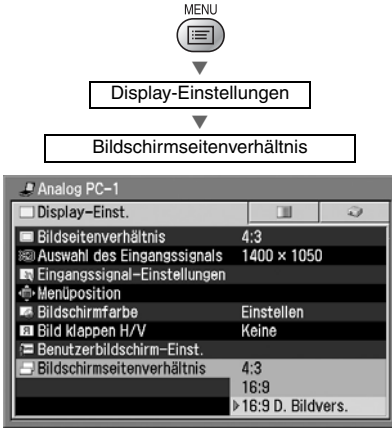 MENU
Display-Einstellungen
Bildschirmseitenverhältnis
Analog PC-1
Display-Einst.
Bildseitenverhältnis 4:3
Auswahl des Eingangssignals 1400 × 1050
Eingangssignal-Einstellungen
Menüposition
Bildschirmfarbe Einstellen
Bild klappen H/V Keine
Benutzerbildschirm-Einst.
Bildschirmseitenverhältnis 4:3
16:9
16:9 D. Bildvers.